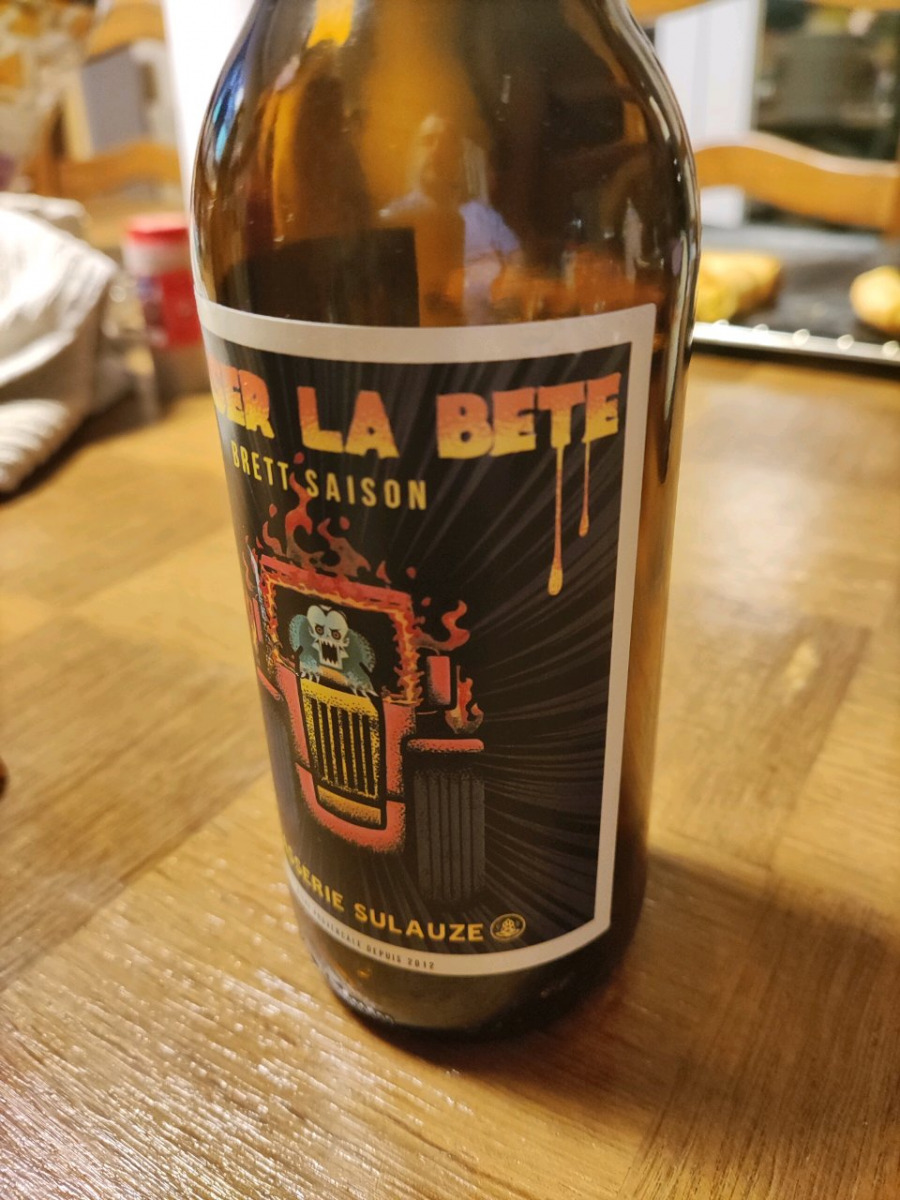 LA BETE
BRETT SAISON
SULAUZE
DEPUIS 2012